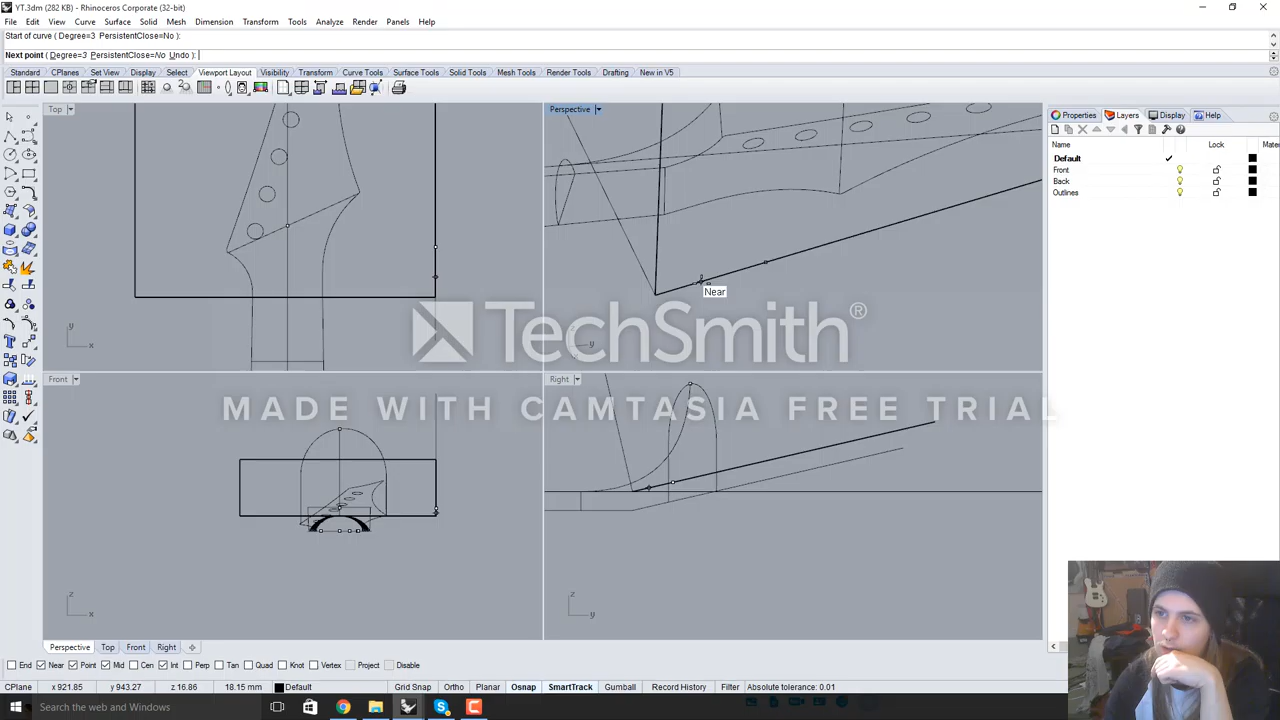 YT.3dm (282 KB) - Rhinoceros Corporate (32-bit)
File Edit View Curve Surface Solid Mesh Dimension Transform Tools Analyze Render Panels Help
Start of curve ( Degree=3 PersistentClose=No ):
Next point ( Degree=3 PersistentClose=No Undo ):
Standard CPlanes Set View Display Select Viewport Layout Visibility Transform Curve Tools Surface Tools Solid Tools Mesh Tools Render Tools Drafting New in V5
Top
Perspective
Properties Layers Display Help
Name Lock Mate
Default
Front
Back
Outlines
Near
y
x
y
TechSmith®
MADE WITH CAMTASIA FREE TRIAL
Front
Right
z
x
z
y
Perspective Top Front Right
End Near Point Mid Cen Int Perp Tan Quad Knot Vertex Project Disable
CPlane x 921.85 y 943.27 z 16.86 18.15 mm Default Grid Snap Ortho Planar Osnap SmartTrack Gumball Record History Filter Absolute tolerance: 0.01
Search the web and Windows